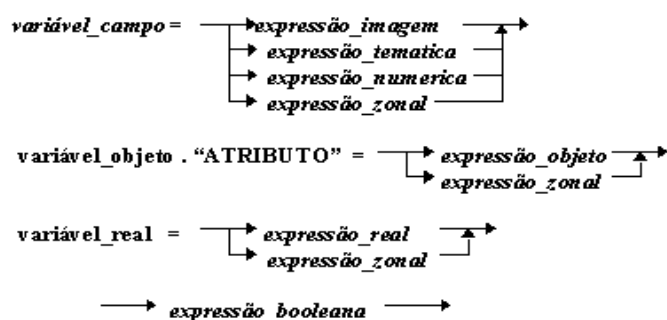 variável_campo = expressão_imagem
expressão_tematica
expressão_numerica
expressão_zonal
variável_objeto . “ATRIBUTO” = expressão_objeto
expressão_zonal
variável_real = expressão_real
expressão_zonal
expressão booleana